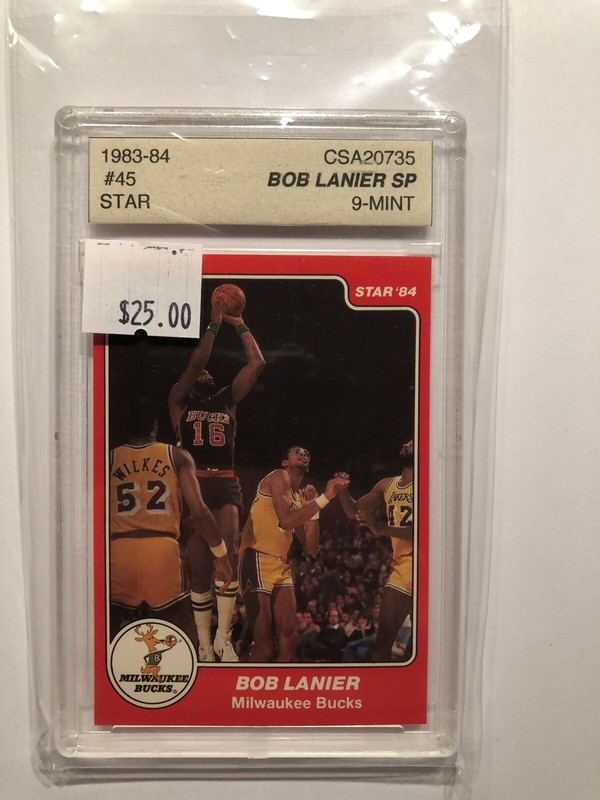 1983-84 CSA20735
#45 BOB LANIER SP
STAR 9-MINT
$25.00
STAR '84
BUCKS
16
WILKES
52
LAKERS
42
MILWAUKEE
BUCKS®
BOB LANIER
Milwaukee Bucks